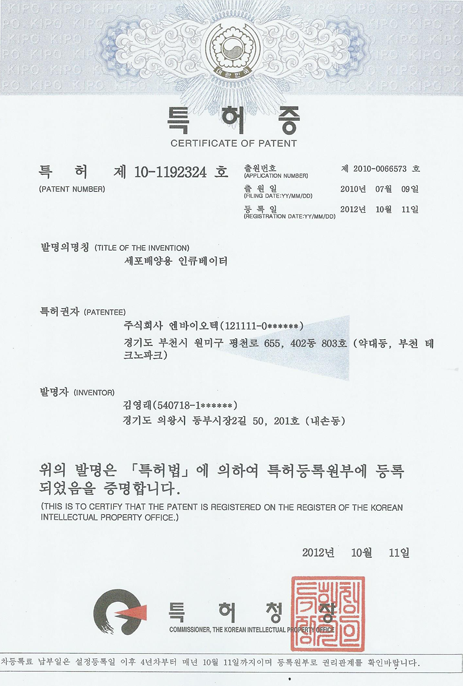 KIPO KIPO KIPO KIPO KIPO KIPO
대한민국
특허증
CERTIFICATE OF PATENT
특 허 제 10-1192324 호
(PATENT NUMBER)
출원번호 제 2010-0066573 호
(APPLICATION NUMBER)
출 원 일 2010년 07월 09일
(FILING DATE:YY/MM/DD)
등 록 일 2012년 10월 11일
(REGISTRATION DATE:YY/MM/DD)
발명의명칭 (TITLE OF THE INVENTION)
세포배양용 인큐베이터
특허권자 (PATENTEE)
주식회사 엔바이오텍(121111-0******)
경기도 부천시 원미구 평천로 655, 402동 803호 (약대동, 부천 테
크노파크)
발명자 (INVENTOR)
김영래(540718-1******)
경기도 의왕시 동부시장2길 50, 201호 (내손동)
위의 발명은 「특허법」에 의하여 특허등록원부에 등록
되었음을 증명합니다.
(THIS IS TO CERTIFY THAT THE PATENT IS REGISTERED ON THE REGISTER OF THE KOREAN
INTELLECTUAL PROPERTY OFFICE.)
2012년 10월 11일
특 허 청 장
COMMISSIONER, THE KOREAN INTELLECTUAL PROPERTY OFFICE
차등록료 납부일은 설정등록일 이후 4년차부터 매년 10월 11일까지이며 등록원부로 권리관계를 확인바랍니다.